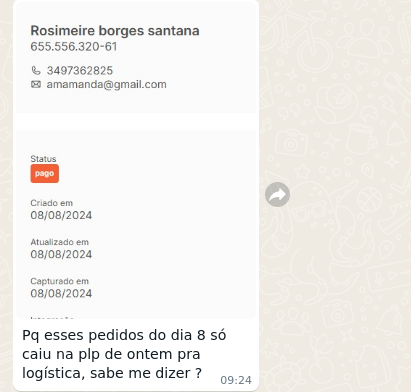 Rosimeire borges santana
655.556.320-61
3497362825
amamanda@gmail.com
Status
pago
Criado em
08/08/2024
Atualizado em
08/08/2024
Capturado em
08/08/2024
Pq esses pedidos do dia 8 só
caiu na plp de ontem pra
logística, sabe me dizer ?
09:24